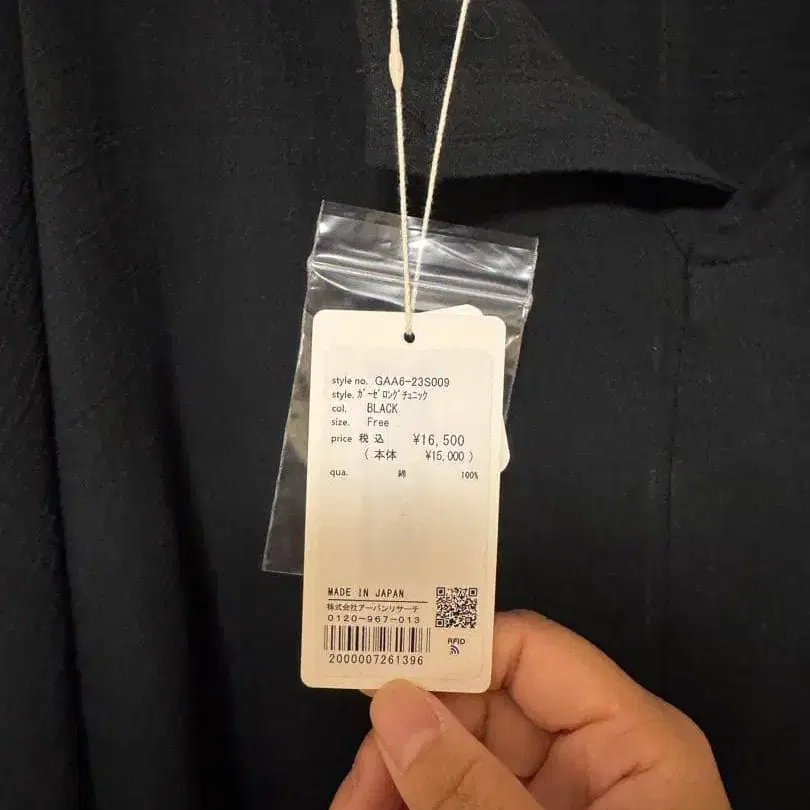 style no. GAA6-23S009
style. ｶﾞｰｾﾞﾛﾝｸﾞﾁｭﾆｯｸ
col. BLACK
size. Free
price 税込 ¥16,500
( 本体 ¥15,000 )
qua. 綿 100%
MADE IN JAPAN
株式会社アーバンリサーチ
0120-967-013
RFID
2000007261396